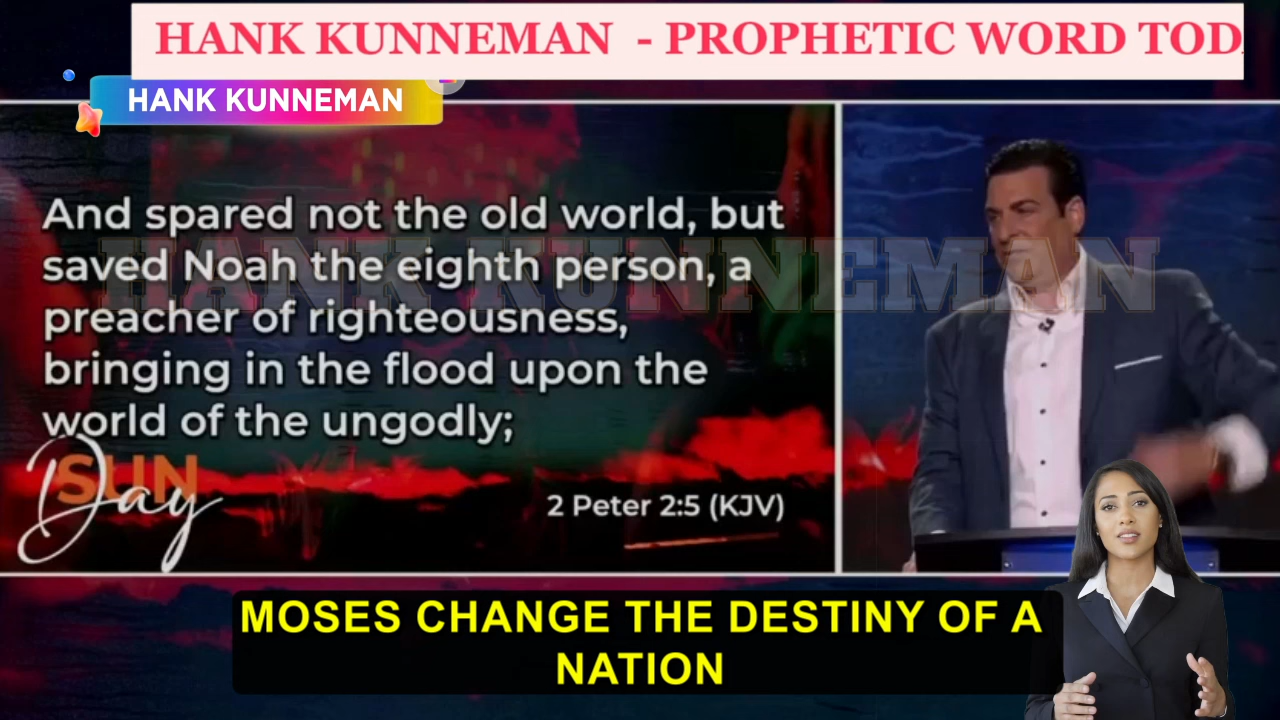 HANK KUNNEMAN - PROPHETIC WORD TOD
HANK KUNNEMAN
And spared not the old world, but
saved Noah the eighth person, a
preacher of righteousness,
bringing in the flood upon the
world of the ungodly;
HANK KUNNEMAN
SUN
Day
2 Peter 2:5 (KJV)
MOSES CHANGE THE DESTINY OF A
NATION